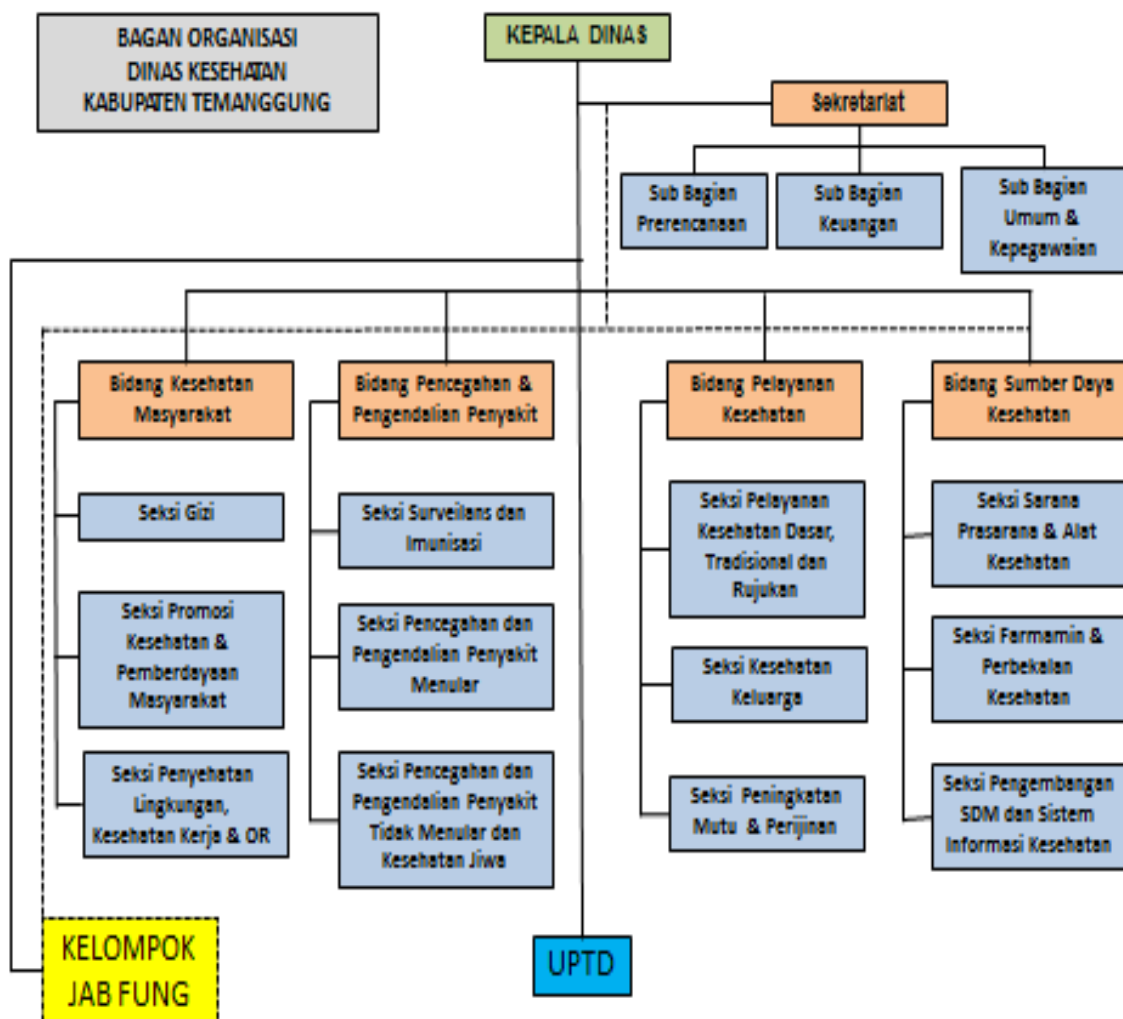 BAGAN ORGANISASI
DINAS KESEHATAN
KABUPATEN TEMANGGUNG
KEPALA DINAS
Sekretariat
Sub Bagian
Prerencanaan
Sub Bagian
Keuangan
Sub Bagian
Umum &
Kepegawaian
Bidang Kesehatan
Masyarakat
Bidang Pencegahan &
Pengendalian Penyakit
Bidang Pelayanan
Kesehatan
Bidang Sumber Daya
Kesehatan
Seksi Gizi
Seksi Promosi
Kesehatan &
Pemberdayaan
Masyarakat
Seksi Penyehatan
Lingkungan,
Kesehatan Kerja & OR
Seksi Surveilans dan
Imunisasi
Seksi Pencegahan dan
Pengendalian Penyakit
Menular
Seksi Pencegahan dan
Pengendalian Penyakit
Tidak Menular dan
Kesehatan Jiwa
Seksi Pelayanan
Kesehatan Dasar,
Tradisional dan
Rujukan
Seksi Kesehatan
Keluarga
Seksi Peningkatan
Mutu & Perijinan
Seksi Sarana
Prasarana & Alat
Kesehatan
Seksi Farmamin &
Perbekalan
Kesehatan
Seksi Pengembangan
SDM dan Sistem
Informasi Kesehatan
KELOMPOK
JAB FUNG
UPTD